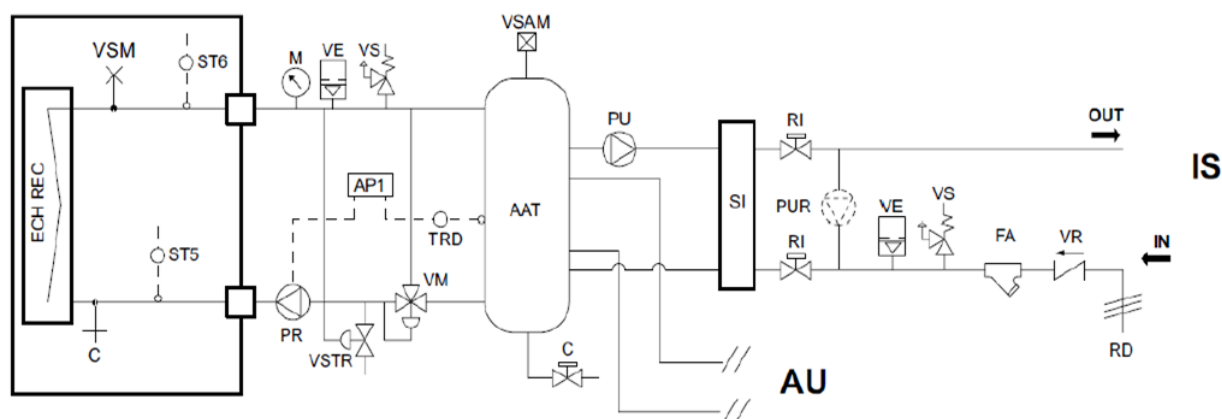 VSAM
VSM
ST6
M
VE
VS
PU
RI
OUT
IS
ECH REC
AP1
TRD
AAT
SI
PUR
VE
VS
RI
FA
VR
IN
ST5
VM
PR
C
VSTR
C
RD
AU